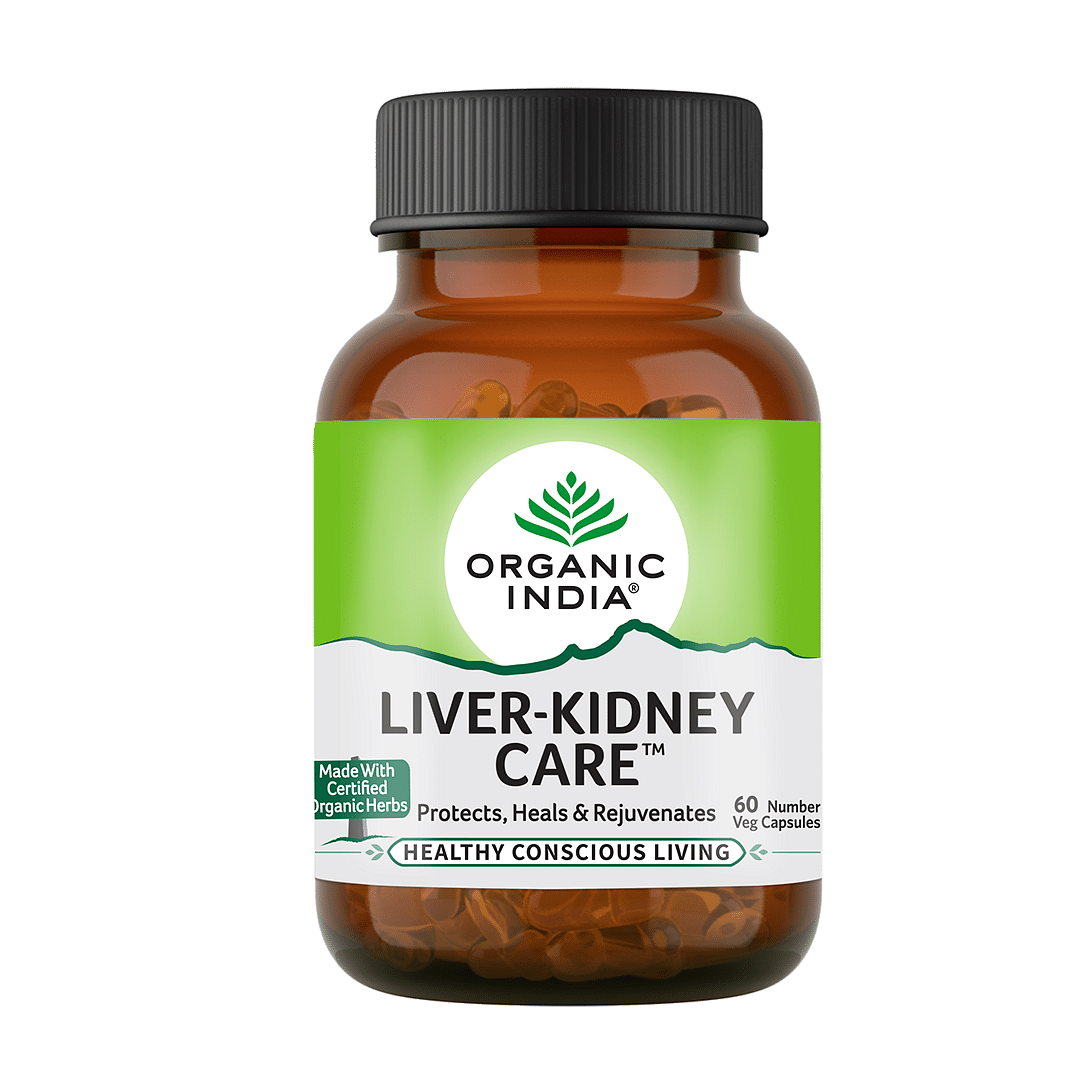 ORGANIC
INDIA®
LIVER-KIDNEY
CARE™
Made With
Certified
Organic Herbs
Protects, Heals & Rejuvenates
60 Number
Veg Capsules
HEALTHY CONSCIOUS LIVING